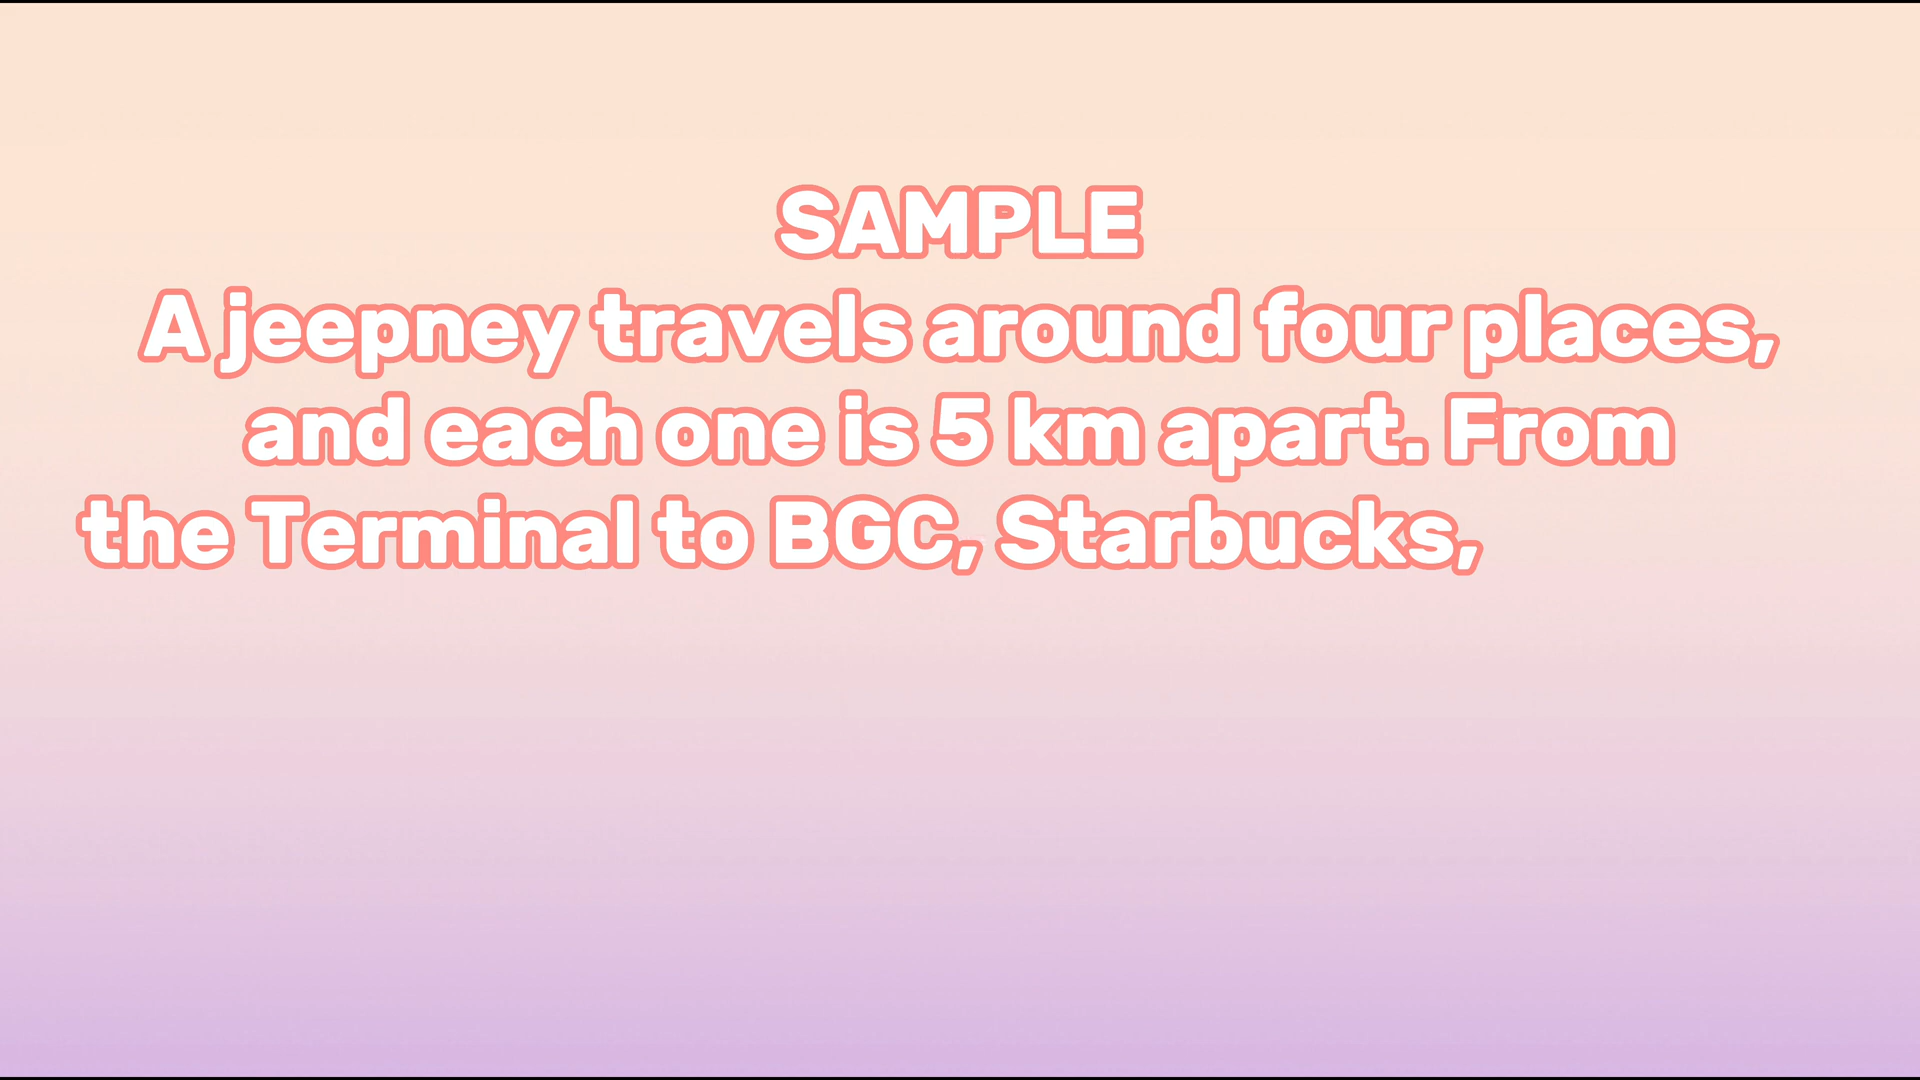 SAMPLE
A jeepney travels around four places,
and each one is 5 km apart. From
the Terminal to BGC, Starbucks,